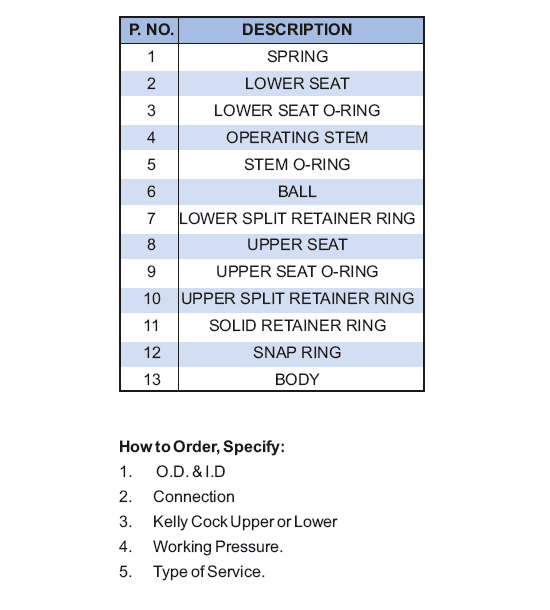 P. NO. DESCRIPTION
1 SPRING
2 LOWER SEAT
3 LOWER SEAT O-RING
4 OPERATING STEM
5 STEM O-RING
6 BALL
7 LOWER SPLIT RETAINER RING
8 UPPER SEAT
9 UPPER SEAT O-RING
10 UPPER SPLIT RETAINER RING
11 SOLID RETAINER RING
12 SNAP RING
13 BODY
How to Order, Specify:
1. O.D. & I.D
2. Connection
3. Kelly Cock Upper or Lower
4. Working Pressure.
5. Type of Service.